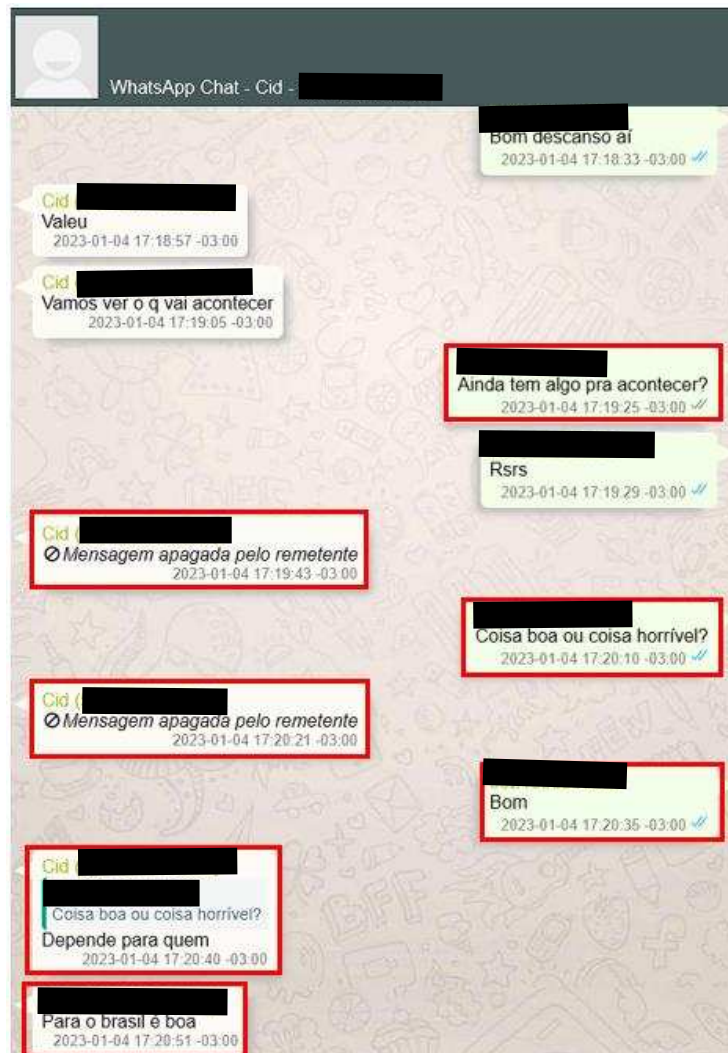 WhatsApp Chat - Cid -
Bom descanso aí
2023-01-04 17:18:33 -03:00
Cid (
Valeu
2023-01-04 17:18:57 -03:00
Cid (
Vamos ver o q vai acontecer
2023-01-04 17:19:05 -03:00
Ainda tem algo pra acontecer?
2023-01-04 17:19:25 -03:00
Rsrs
2023-01-04 17:19:29 -03:00
Cid (
Mensagem apagada pelo remetente
2023-01-04 17:19:43 -03:00
Coisa boa ou coisa horrível?
2023-01-04 17:20:10 -03:00
Cid (
Mensagem apagada pelo remetente
2023-01-04 17:20:21 -03:00
Bom
2023-01-04 17:20:35 -03:00
Cid (
Coisa boa ou coisa horrível?
Depende para quem
2023-01-04 17:20:40 -03:00
Para o brasil é boa
2023-01-04 17:20:51 -03:00